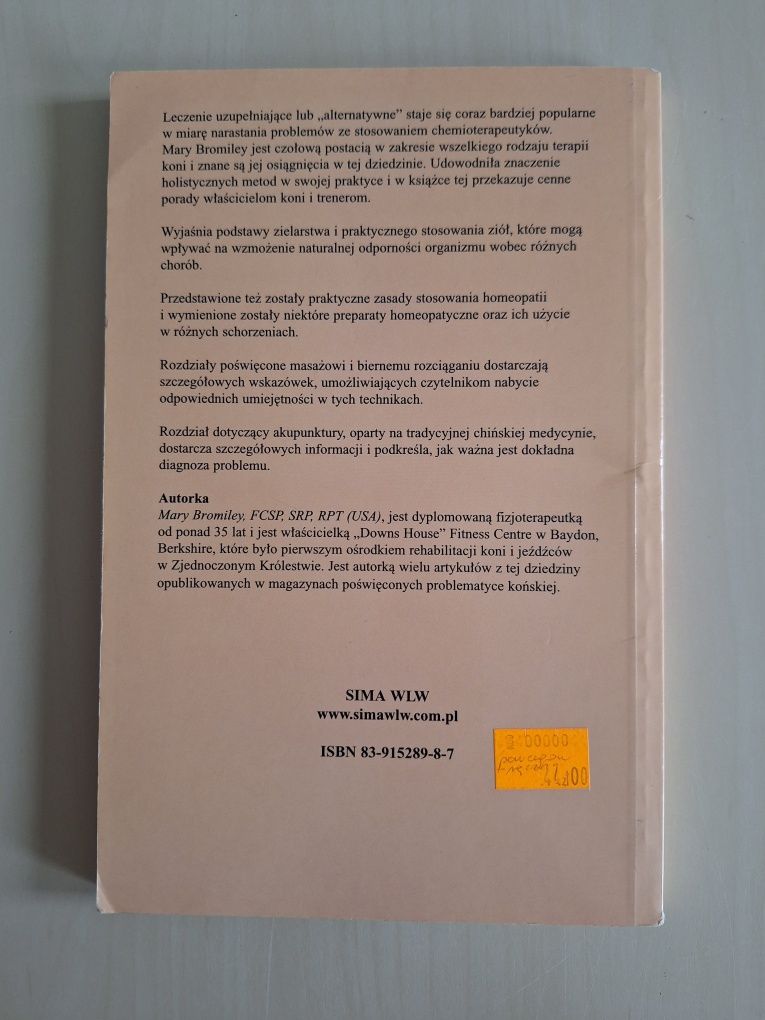 Leczenie uzupełniające lub „alternatywne” staje się coraz bardziej popularne
w miarę narastania problemów ze stosowaniem chemioterapeutyków.
Mary Bromiley jest czołową postacią w zakresie wszelkiego rodzaju terapii
koni i znane są jej osiągnięcia w tej dziedzinie. Udowodniła znaczenie
holistycznych metod w swojej praktyce i w książce tej przekazuje cenne
porady właścicielom koni i trenerom.
Wyjaśnia podstawy zielarstwa i praktycznego stosowania ziół, które mogą
wpływać na wzmożenie naturalnej odporności organizmu wobec różnych
chorób.
Przedstawione też zostały praktyczne zasady stosowania homeopatii
i wymienione zostały niektóre preparaty homeopatyczne oraz ich użycie
w różnych schorzeniach.
Rozdziały poświęcone masażowi i biernemu rozciąganiu dostarczają
szczegółowych wskazówek, umożliwiających czytelnikom nabycie
odpowiednich umiejętności w tych technikach.
Rozdział dotyczący akupunktury, oparty na tradycyjnej chińskiej medycynie,
dostarcza szczegółowych informacji i podkreśla, jak ważna jest dokładna
diagnoza problemu.
Autorka
Mary Bromiley, FCSP, SRP, RPT (USA), jest dyplomowaną fizjoterapeutką
od ponad 35 lat i jest właścicielką „Downs House” Fitness Centre w Baydon,
Berkshire, które było pierwszym ośrodkiem rehabilitacji koni i jeźdźców
w Zjednoczonym Królestwie. Jest autorką wielu artykułów z tej dziedziny
opublikowanych w magazynach poświęconych problematyce końskiej.
SIMA WLW
www.simawlw.com.pl
ISBN 83-915289-8-7
00000